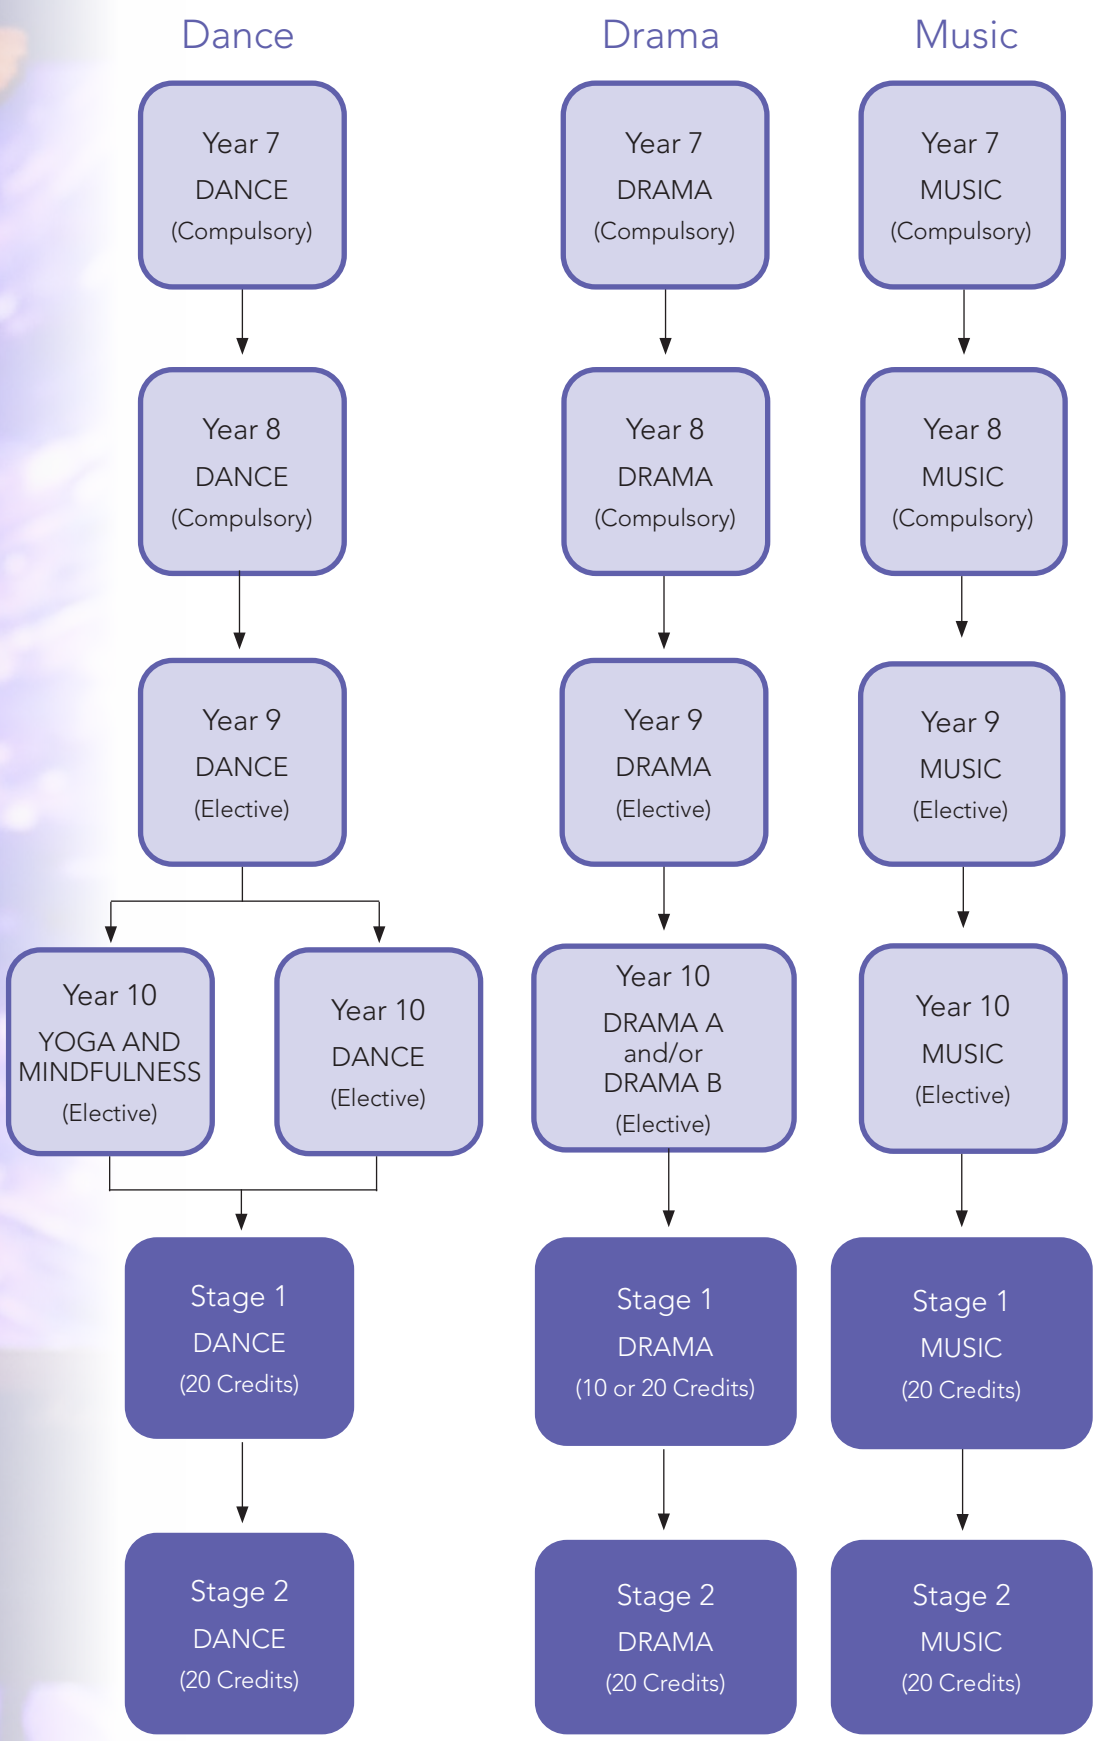 Dance
Drama
Music
Year 7
DANCE
(Compulsory)
Year 7
DRAMA
(Compulsory)
Year 7
MUSIC
(Compulsory)
Year 8
DANCE
(Compulsory)
Year 8
DRAMA
(Compulsory)
Year 8
MUSIC
(Compulsory)
Year 9
DANCE
(Elective)
Year 9
DRAMA
(Elective)
Year 9
MUSIC
(Elective)
Year 10
YOGA AND
MINDFULNESS
(Elective)
Year 10
DANCE
(Elective)
Year 10
DRAMA A
and/or
DRAMA B
(Elective)
Year 10
MUSIC
(Elective)
Stage 1
DANCE
(20 Credits)
Stage 1
DRAMA
(10 or 20 Credits)
Stage 1
MUSIC
(20 Credits)
Stage 2
DANCE
(20 Credits)
Stage 2
DRAMA
(20 Credits)
Stage 2
MUSIC
(20 Credits)